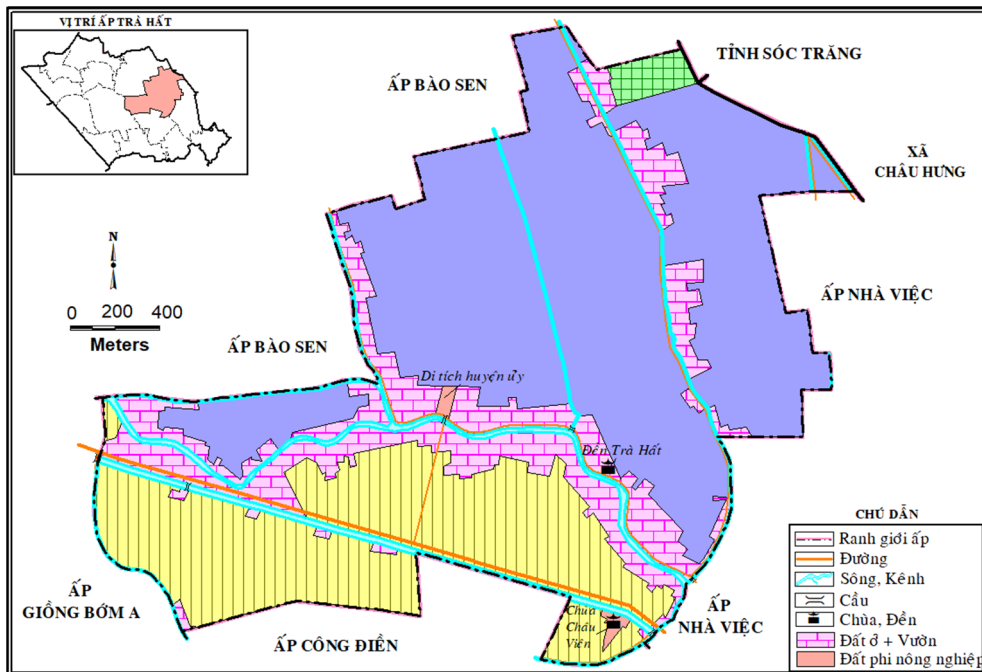 VỊ TRÍ ẤP TRÀ HẤT
TỈNH SÓC TRĂNG
ẤP BÀO SEN
XÃ
CHÂU HƯNG
N
0 200 400
Meters
ẤP NHÀ VIỆC
ẤP BÀO SEN
Di tích huyện ủy
Đền Trà Hất
ẤP
GIỒNG BỚM A
ẤP CÔNG ĐIỀN
Chùa
Châu
Viên
ẤP
NHÀ VIỆC
CHÚ DẪN
Ranh giới ấp
Đường
Sông, Kênh
Cầu
Chùa, Đền
Đất ở + Vườn
Đất phi nông nghiệp